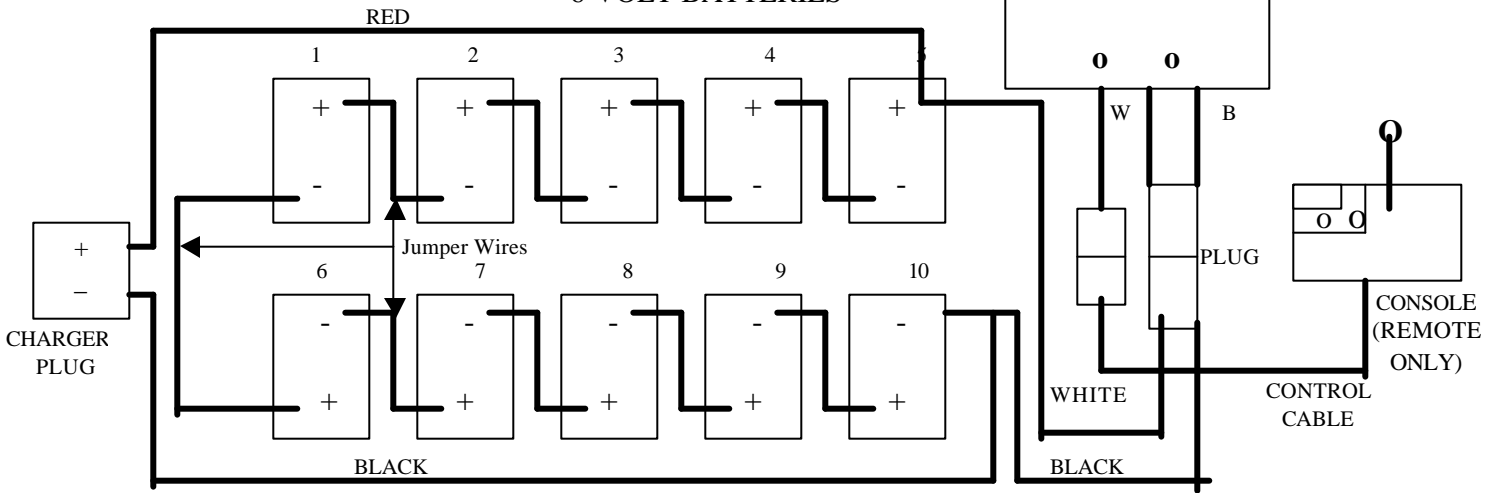 RED
1 2 3 4 5
+ + + + +
- - - - -
o o
W B
O
o O
+
–
CHARGER
PLUG
Jumper Wires
6 7 8 9 10
- - - - -
+ + + + +
PLUG
CONSOLE
(REMOTE
ONLY)
WHITE
CONTROL
CABLE
BLACK
BLACK